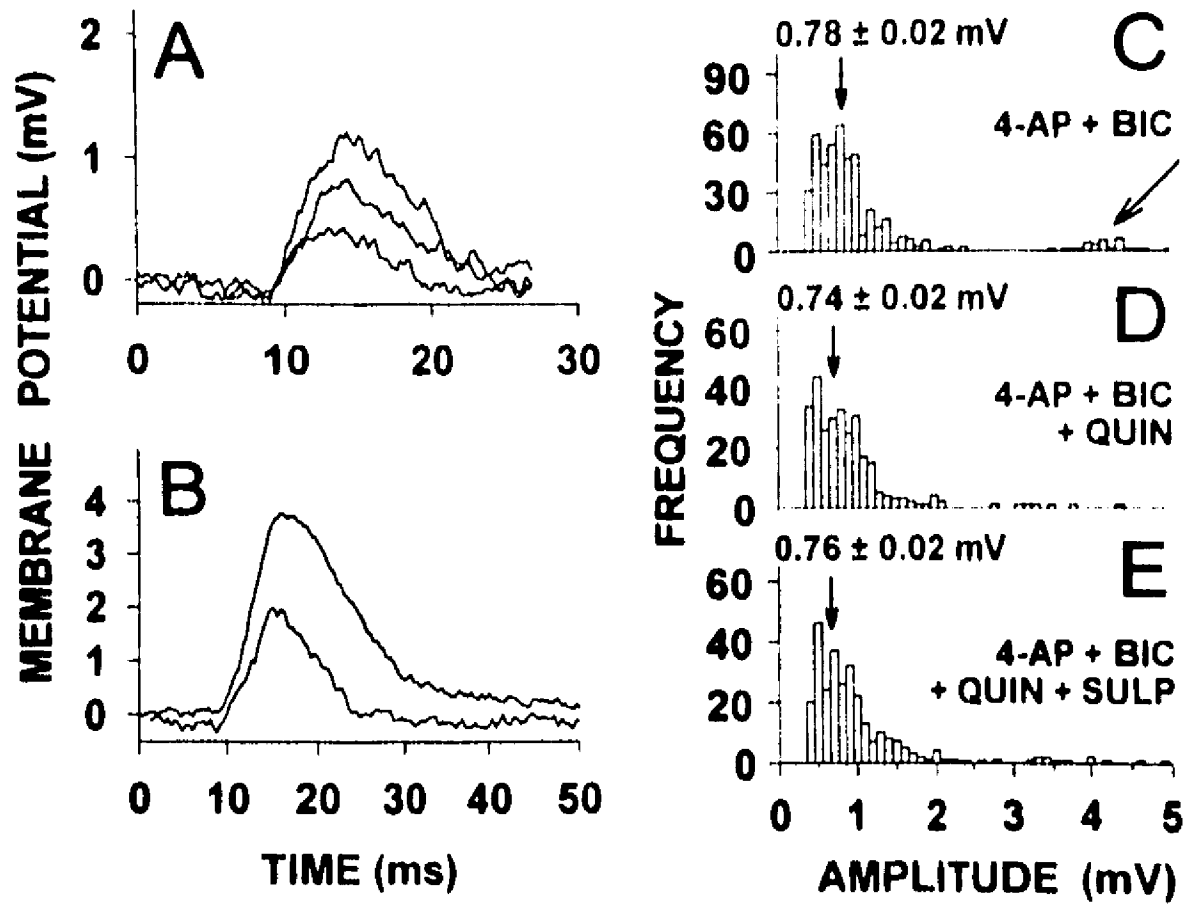 MEMBRANE POTENTIAL (mV)
A
2
1
0
0 10 20 30
B
4
3
2
1
0
0 10 20 30 40 50
TIME (ms)
FREQUENCY
0.78 ± 0.02 mV
C
90
60
30
0
4-AP + BIC
0.74 ± 0.02 mV
D
60
40
20
0
4-AP + BIC
+ QUIN
0.76 ± 0.02 mV
E
60
40
20
0
4-AP + BIC
+ QUIN + SULP
0 1 2 3 4 5
AMPLITUDE (mV)